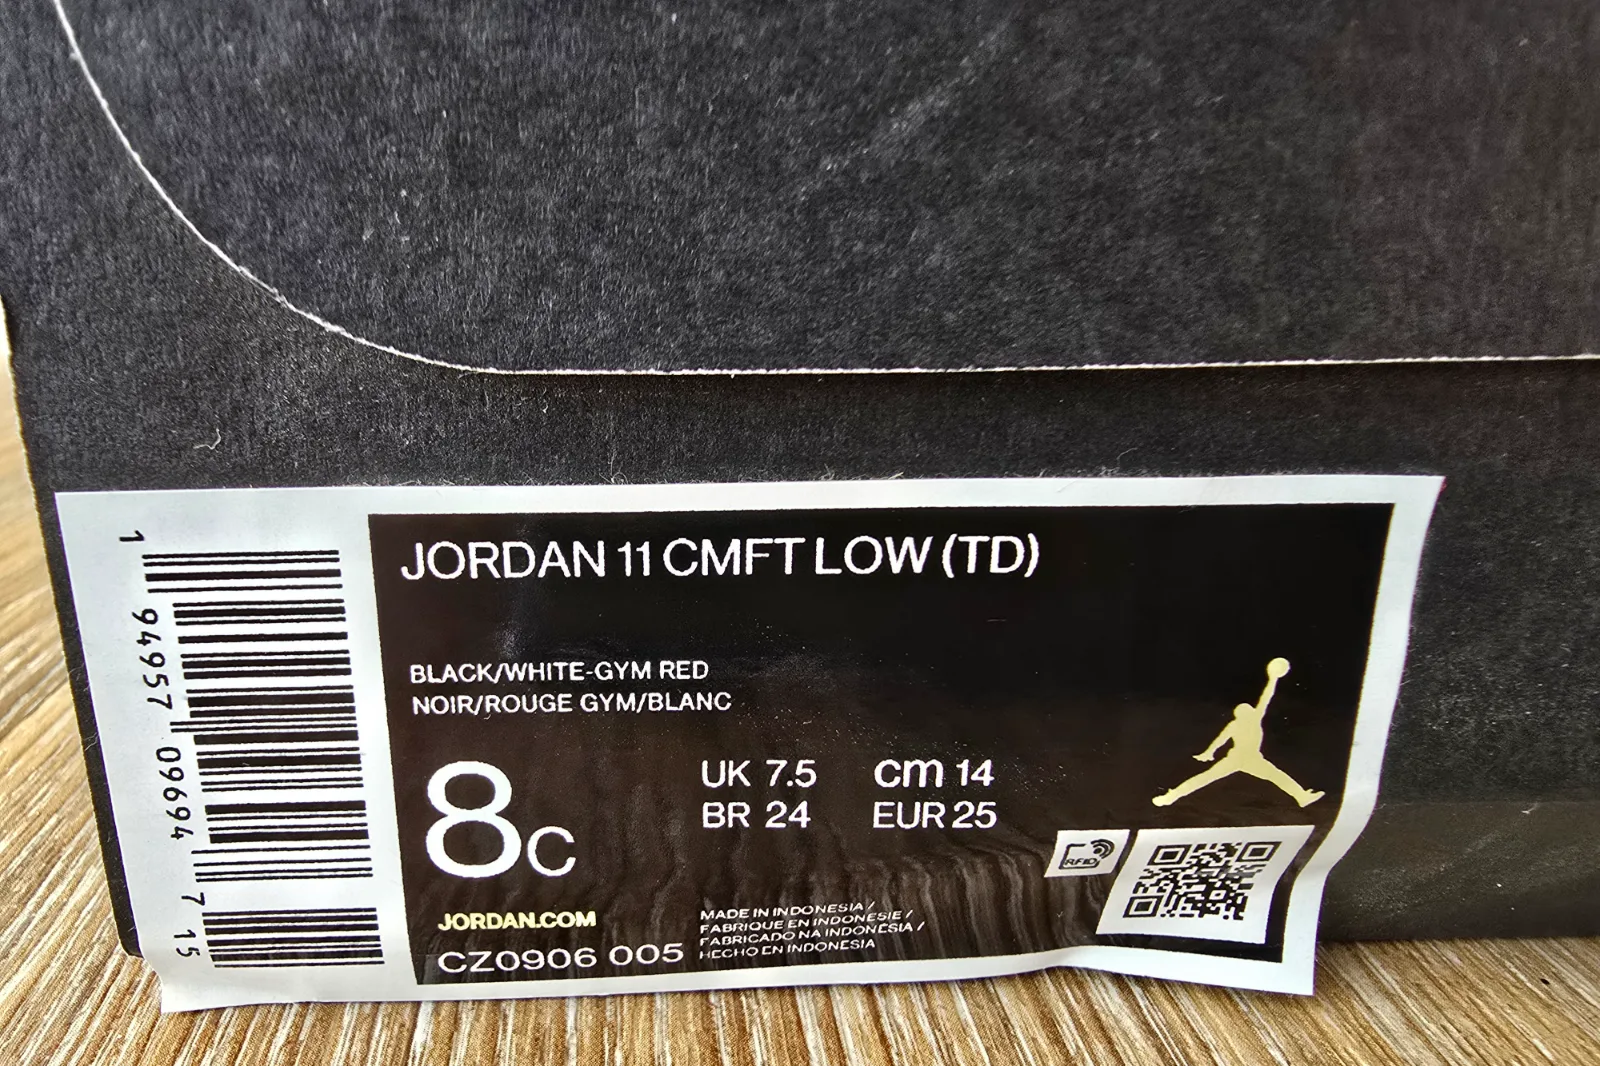 JORDAN 11 CMFT LOW (TD)
BLACK/WHITE-GYM RED
NOIR/ROUGE GYM/BLANC
8C
UK 7.5 cm 14
BR 24 EUR 25
JORDAN.COM
CZ0906 005
MADE IN INDONESIA /
FABRIQUE EN INDONESIE /
FABRICADO NA INDONESIA /
HECHO EN INDONESIA
RFID
1 94957 09694 7 15